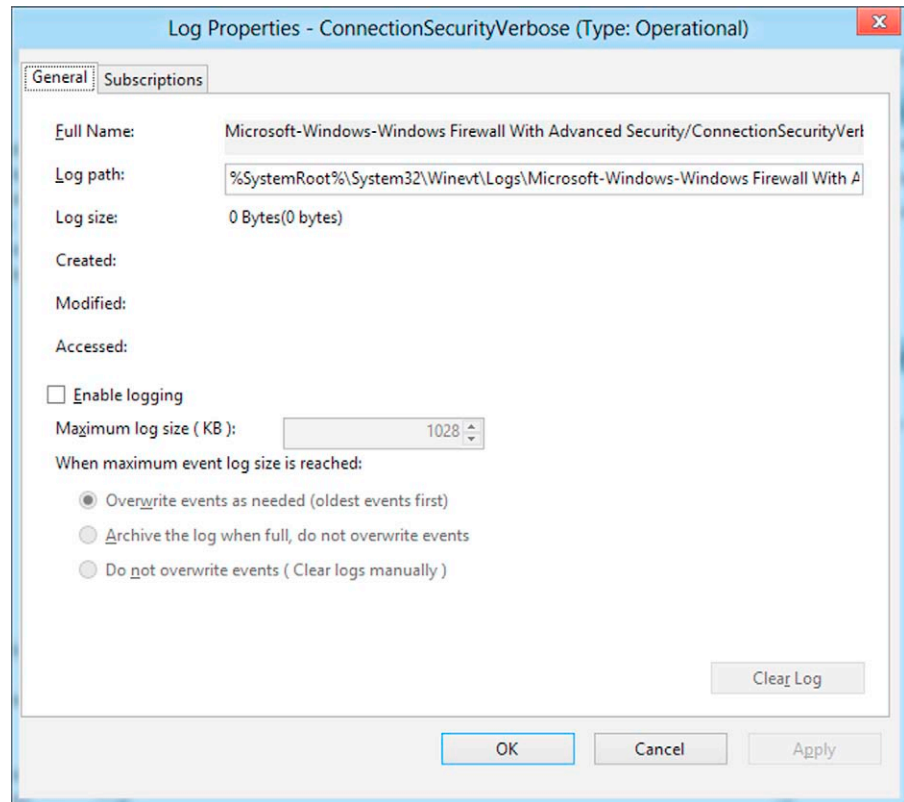 Log Properties - ConnectionSecurityVerbose (Type: Operational)
x
General Subscriptions
Full Name: Microsoft-Windows-Windows Firewall With Advanced Security/ConnectionSecurityVerl
Log path: %SystemRoot%\System32\Winevt\Logs\Microsoft-Windows-Windows Firewall With A
Log size: 0 Bytes(0 bytes)
Created:
Modified:
Accessed:
Enable logging
Maximum log size ( KB ): 1028
When maximum event log size is reached:
Overwrite events as needed (oldest events first)
Archive the log when full, do not overwrite events
Do not overwrite events ( Clear logs manually )
Clear Log
OK Cancel Apply